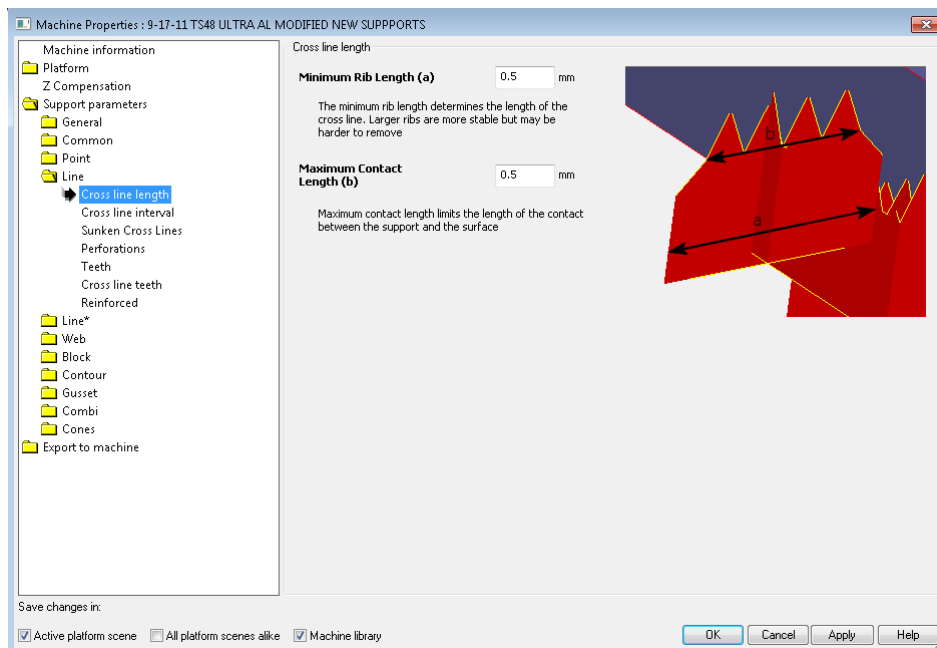 Machine Properties : 9-17-11 TS48 ULTRA AL MODIFIED NEW SUPPPORTS
Machine information
Platform
Z Compensation
Support parameters
General
Common
Point
Line
Cross line length
Cross line interval
Sunken Cross Lines
Perforations
Teeth
Cross line teeth
Reinforced
Line*
Web
Block
Contour
Gusset
Combi
Cones
Export to machine
Cross line length
Minimum Rib Length (a) 0.5 mm
The minimum rib length determines the length of the
cross line. Larger ribs are more stable but may be
harder to remove
Maximum Contact
Length (b) 0.5 mm
Maximum contact length limits the length of the contact
between the support and the surface
b
a
Save changes in:
Active platform scene All platform scenes alike Machine library
OK Cancel Apply Help